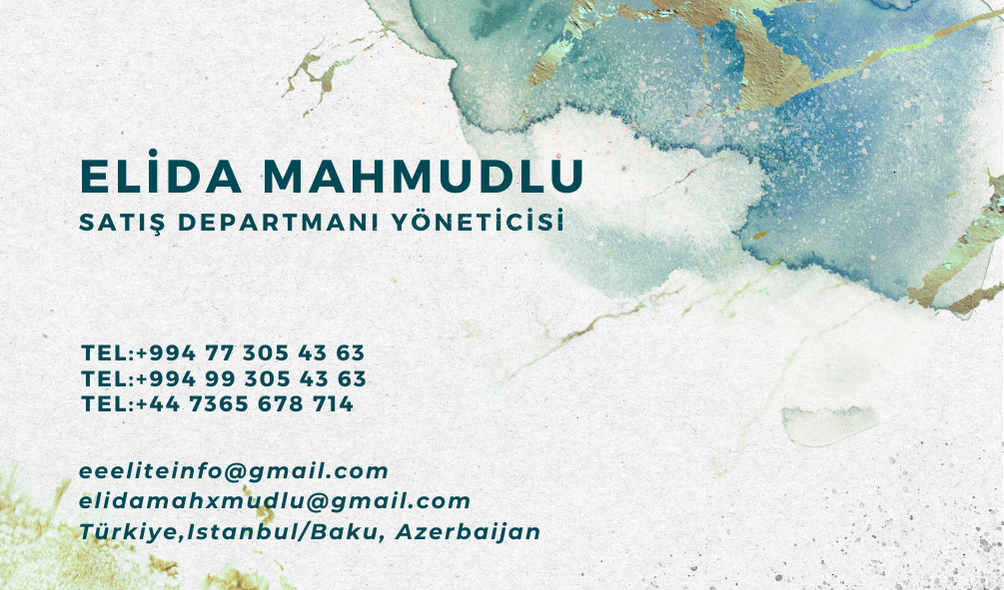 ELİDA MAHMUDLU
SATIŞ DEPARTMANI YÖNETİCİSİ
TEL:+994 77 305 43 63
TEL:+994 99 305 43 63
TEL:+44 7365 678 714
eeeliteinfo@gmail.com
elidamahxmudlu@gmail.com
Türkiye,Istanbul/Baku, Azerbaijan